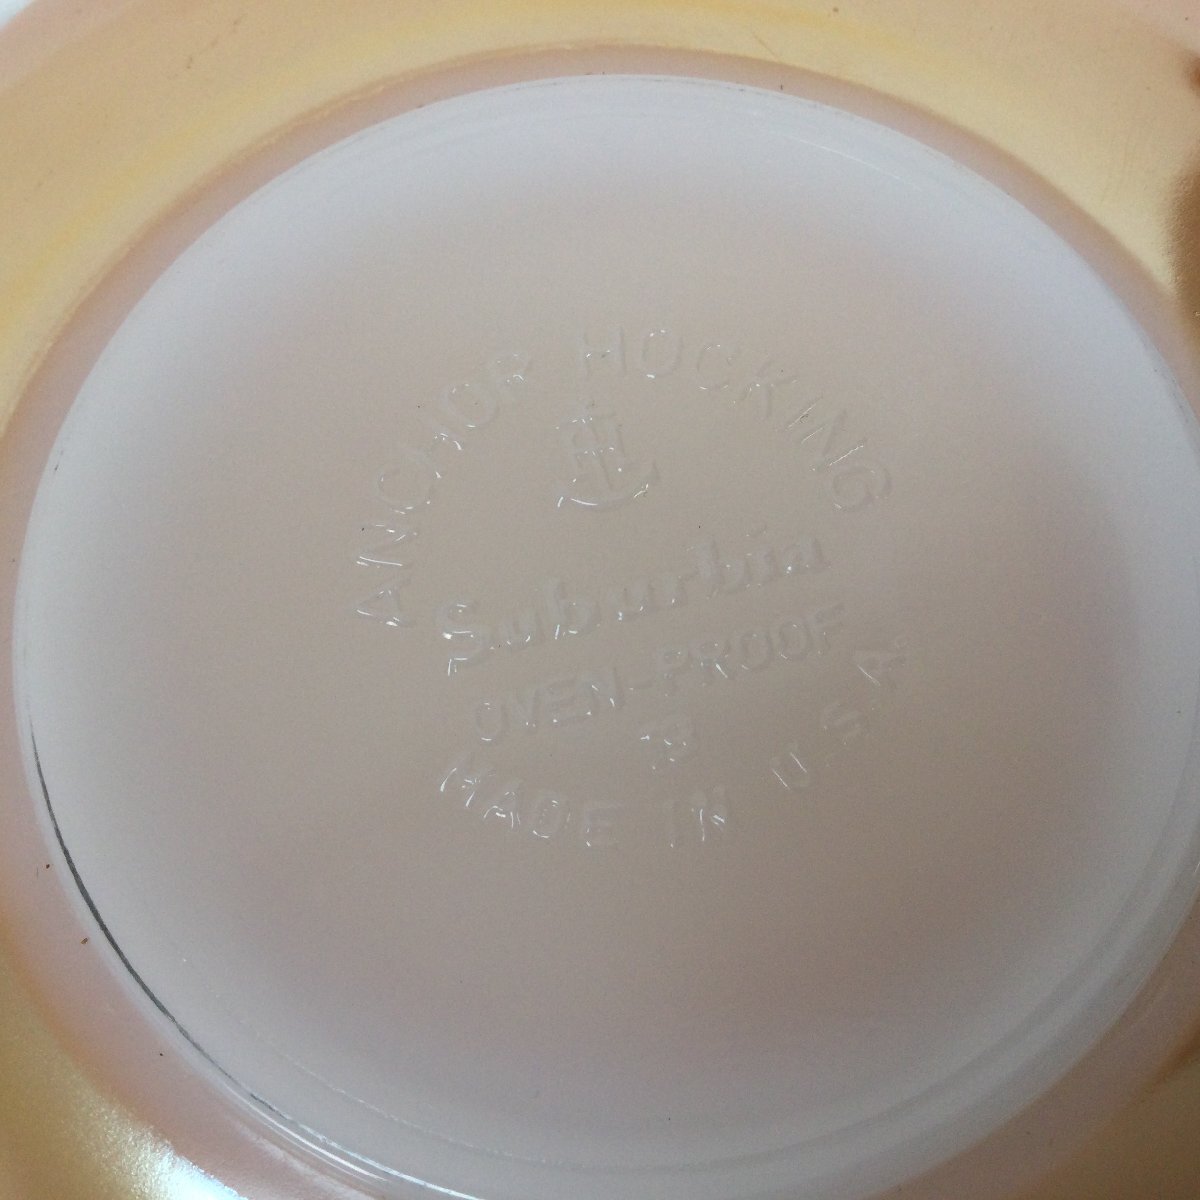 ANCHOR HOCKING
Suburbia
OVEN-PROOF
MADE IN U.S.A.